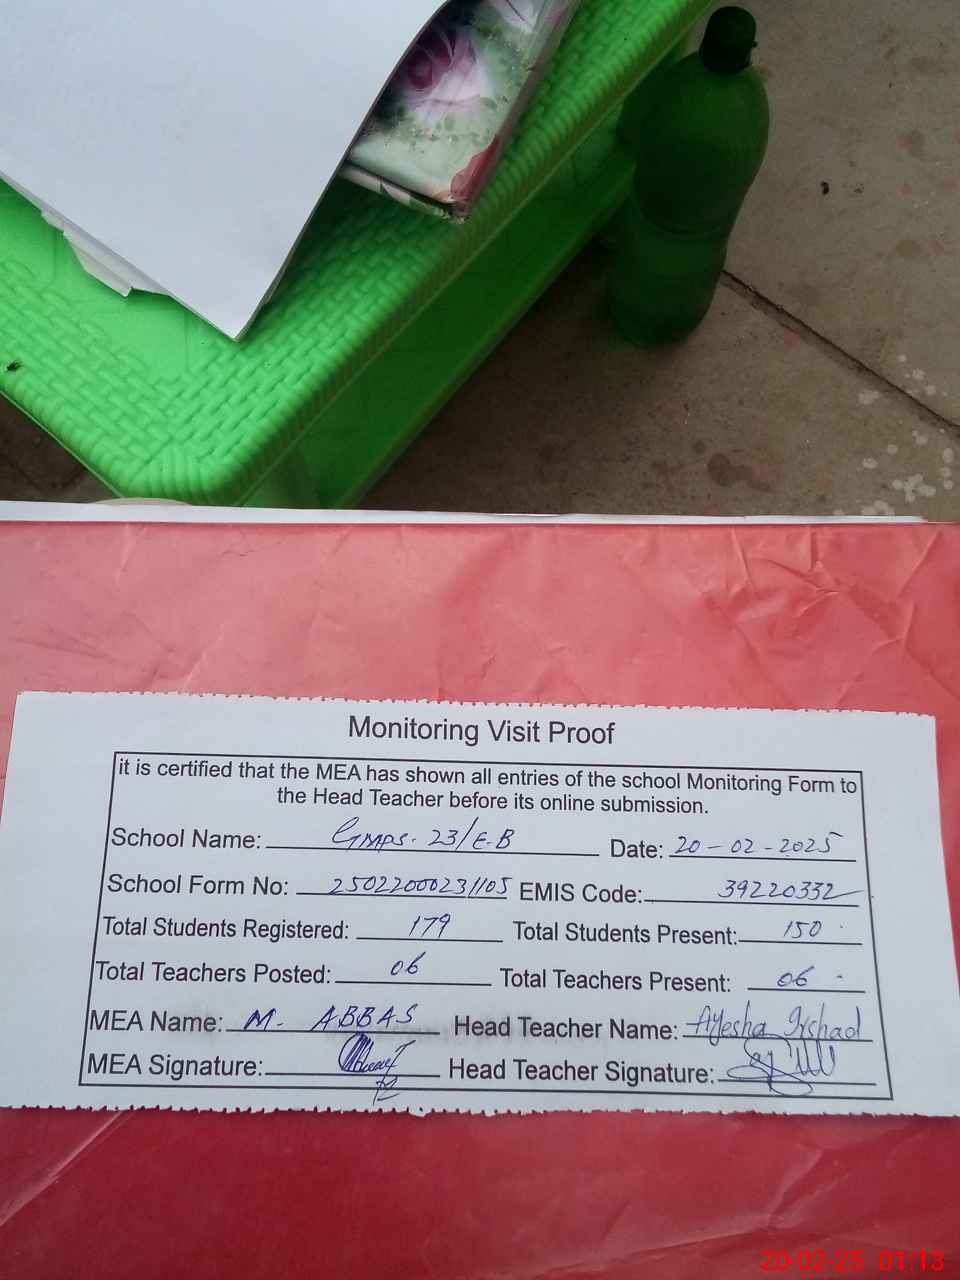 Monitoring Visit Proof
it is certified that the MEA has shown all entries of the school Monitoring Form to
the Head Teacher before its online submission.
School Name: GMPS. 23/E.B Date: 20-02-2025
School Form No: 25022000231105 EMIS Code: 39220332
Total Students Registered: 179 Total Students Present: 150
Total Teachers Posted: 06 Total Teachers Present: 06
MEA Name: M. ABBAS Head Teacher Name: Ayesha Irshad
MEA Signature: Head Teacher Signature:
20-02-25 01:13